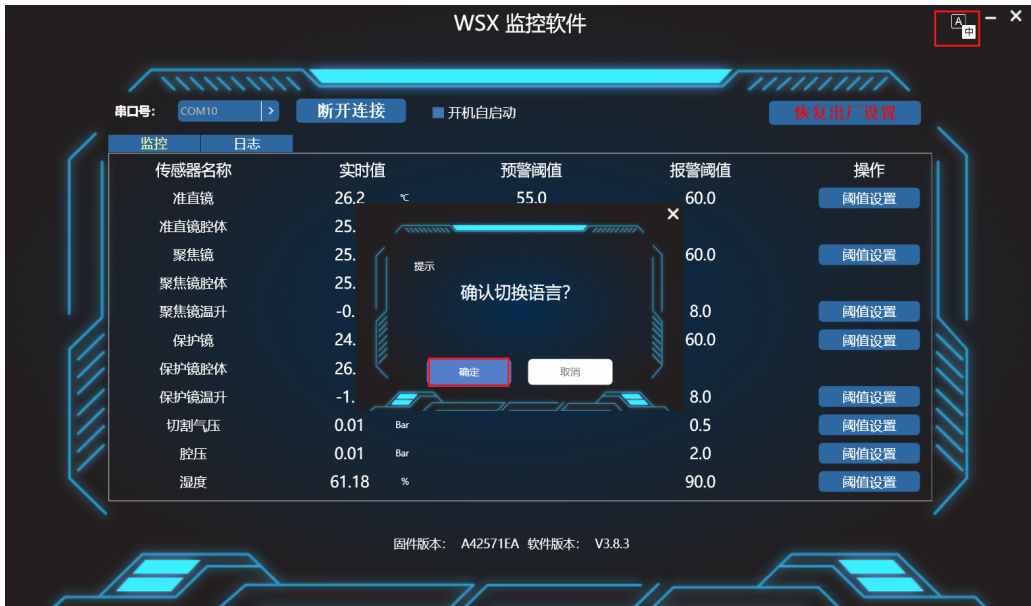 WSX 监控软件
A
中
串口号: COM10 > 断开连接 开机自启动 恢复出厂设置
监控 日志
传感器名称 实时值 预警阈值 报警阈值 操作
准直镜 26.2 ℃ 55.0 60.0 阈值设置
准直镜腔体 25.
聚焦镜 25. 60.0 阈值设置
聚焦镜腔体 25.
聚焦镜温升 -0. 8.0 阈值设置
保护镜 24. 60.0 阈值设置
保护镜腔体 26.
保护镜温升 -1. 8.0 阈值设置
切割气压 0.01 Bar 0.5 阈值设置
腔压 0.01 Bar 2.0 阈值设置
湿度 61.18 % 90.0 阈值设置
提示
确认切换语言?
确定 取消
固件版本: A42571EA 软件版本: V3.8.3